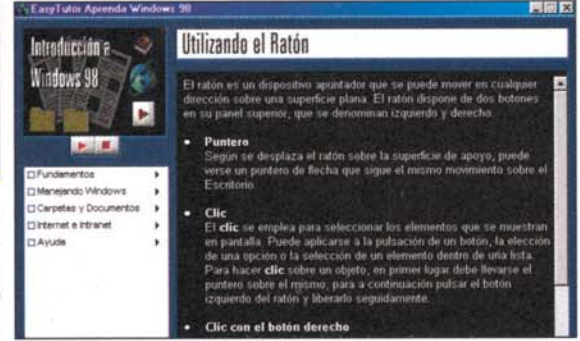 EasyTutor Aprenda Windows 98
Introducción a
Windows 98
Fundamentos
Manejando Windows
Carpetas y Documentos
Internet e Intranet
Ayuda
Utilizando el Ratón
El ratón es un dispositivo apuntador que se puede mover en cualquier
dirección sobre una superficie plana. El ratón dispone de dos botones
en su panel superior, que se denominan izquierdo y derecho.
• Puntero
Según se desplaza el ratón sobre la superficie de apoyo, puede
verse un puntero de flecha que sigue el mismo movimiento sobre el
Escritorio.
• Clic
El clic se emplea para seleccionar los elementos que se muestran
en pantalla. Puede aplicarse a la pulsación de un botón, la elección
de una opción o la selección de un elemento dentro de una lista.
Para hacer clic sobre un objeto, en primer lugar debe llevarse el
puntero sobre el mismo, para a continuación pulsar el botón
izquierdo del ratón y liberarlo seguidamente.
• Clic con el botón derecho